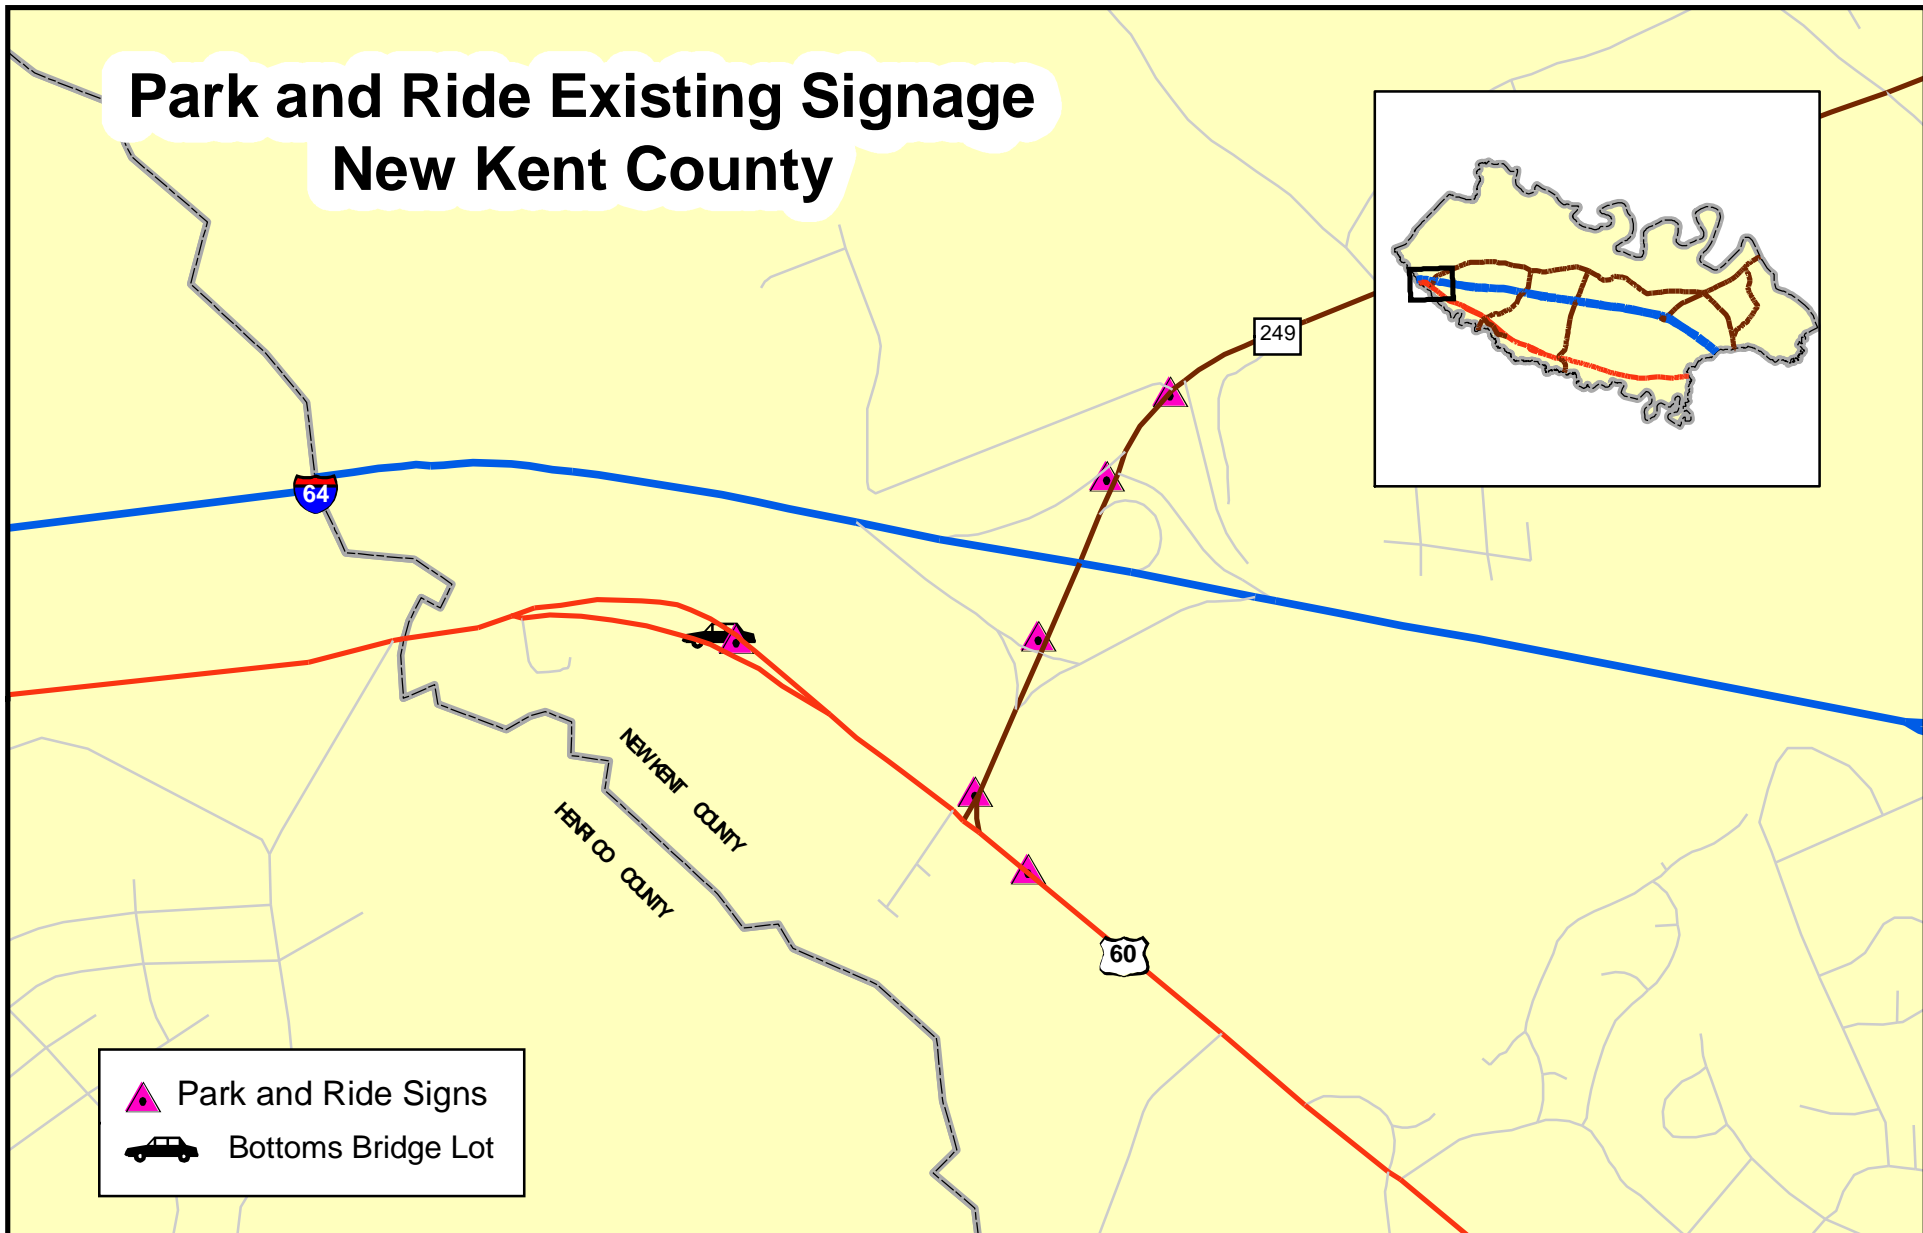 Park and Ride Existing Signage
New Kent County
249
64
NEW KENT COUNTY
HENRICO COUNTY
60
Park and Ride Signs
Bottoms Bridge Lot